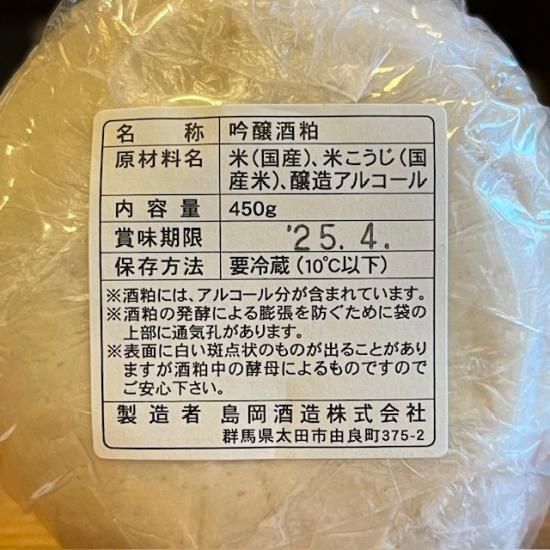 名称 吟醸酒粕
原材料名 米(国産)、米こうじ(国
産米)、醸造アルコール
内容量 450g
賞味期限 '25.4.
保存方法 要冷蔵(10℃以下)
※酒粕には、アルコール分が含まれています。
※酒粕の発酵による膨張を防ぐために袋の
上部に通気孔があります。
※表面に白い斑点状のものが出ることがあり
ますが酒粕中の酵母によるものですので
ご安心下さい。
製造者 島岡酒造株式会社
群馬県太田市由良町375-2